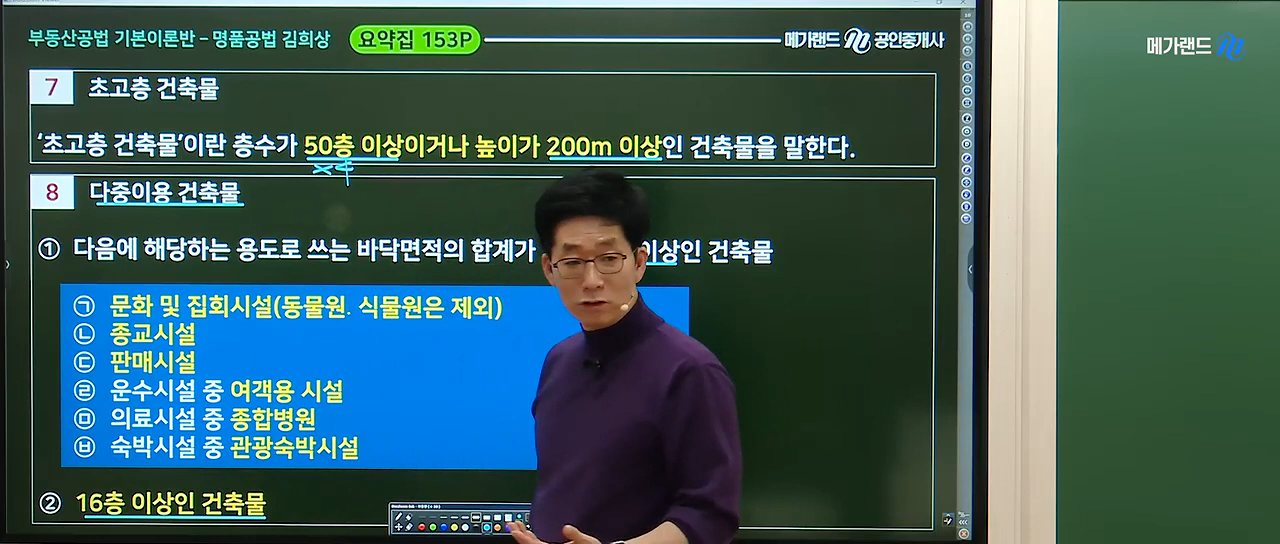 부동산공법 기본이론반 – 명품공법 김희상 요약집 153P 메가랜드 공인중개사
메가랜드
7 초고층 건축물
‘초고층 건축물’이란 층수가 50층 이상이거나 높이가 200m 이상인 건축물을 말한다.
×4
8 다중이용 건축물
① 다음에 해당하는 용도로 쓰는 바닥면적의 합계가 이상인 건축물
㉠ 문화 및 집회시설(동물원. 식물원은 제외)
㉡ 종교시설
㉢ 판매시설
㉣ 운수시설 중 여객용 시설
㉤ 의료시설 중 종합병원
㉥ 숙박시설 중 관광숙박시설
② 16층 이상인 건축물